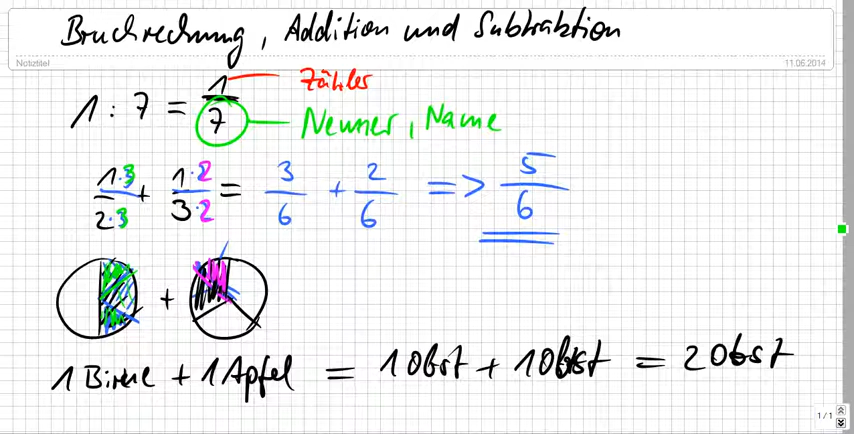 Bruchrechnung, Addition und Subtraktion
Notiztitel 11.06.2014
1 : 7 = 1/7 Zähler
Nenner, Name
1·3/2·3 + 1·2/3·2 = 3/6 + 2/6 => 5/6
+
1 Birne + 1 Apfel = 1 Obst + 1 Obst = 2 Obst
1/1